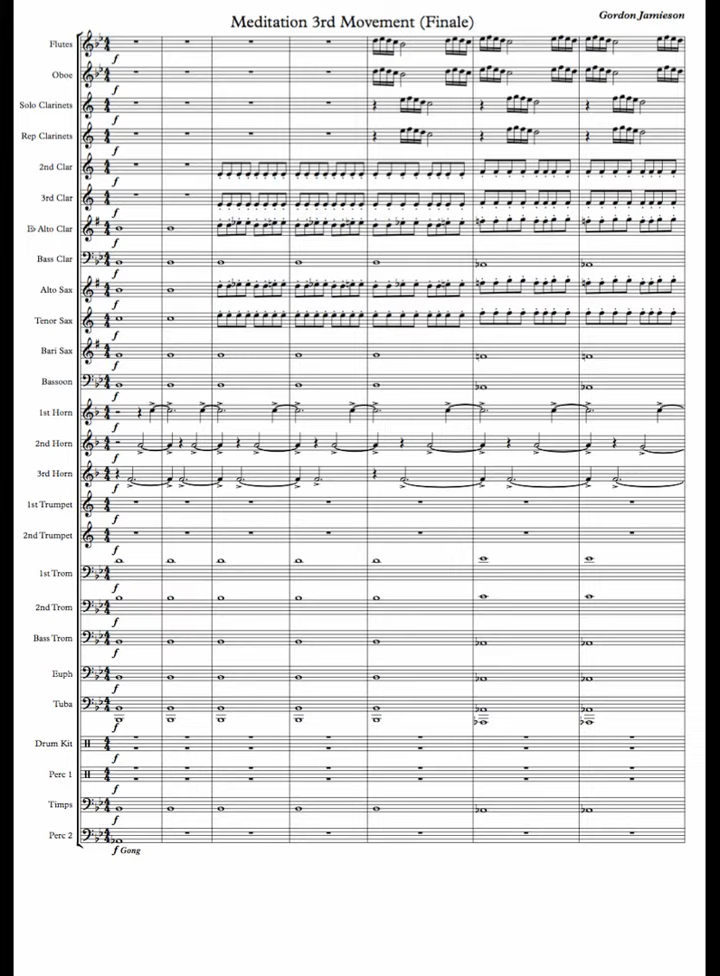 Meditation 3rd Movement (Finale)
Gordon Jamieson
Flutes
f
Oboe
f
Solo Clarinets
f
Rep Clarinets
f
2nd Clar
f
3rd Clar
f
E♭ Alto Clar
f
Bass Clar
f
Alto Sax
f
Tenor Sax
f
Bari Sax
f
Bassoon
f
1st Horn
f
2nd Horn
f
3rd Horn
f
1st Trumpet
f
2nd Trumpet
f
1st Trom
f
2nd Trom
f
Bass Trom
f
Euph
f
Tuba
f
Drum Kit
f
Perc 1
f
Timps
f
Perc 2
f Gong